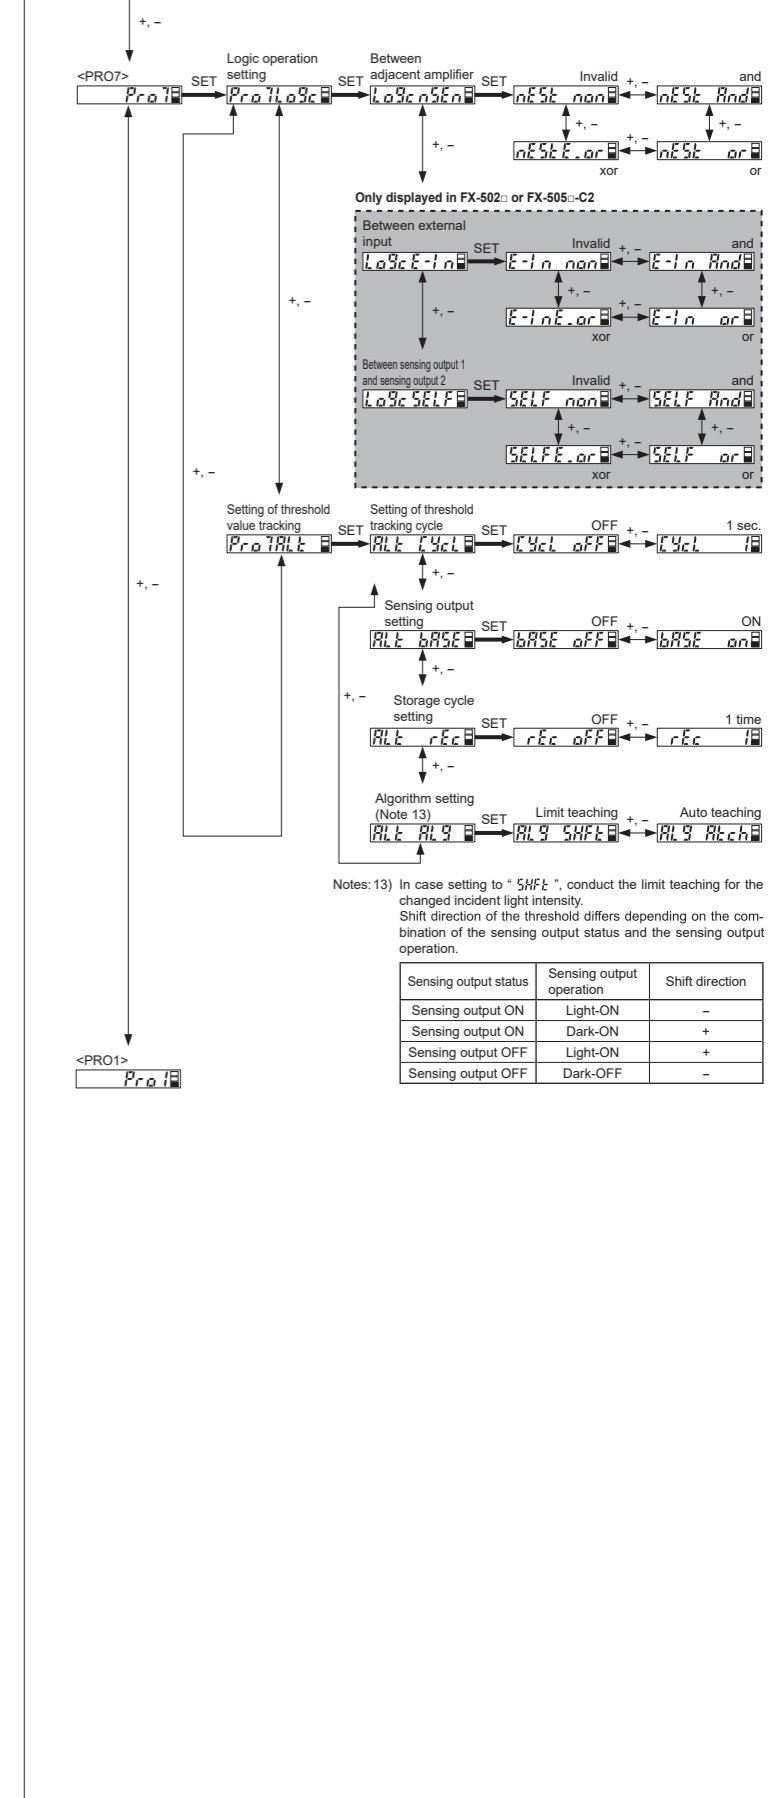 +, –
Logic operation setting
Between adjacent amplifier
<PRO7>
SET
SET
SET
Invalid
+, –
and
Pro7
Pro7LoGc
LoGcnSEn
nESt non
nESt And
+, –
+, –
+, –
+, –
nEStE.or
nESt or
xor
or
Only displayed in FX-502□ or FX-505□-C2
Between external input
SET
Invalid
+, –
and
LoGcE-In
E-In non
E-In And
+, –
+, –
+, –
+, –
+, –
E-InE.or
E-In or
xor
or
Between sensing output 1 and sensing output 2
SET
Invalid
+, –
and
LoGcSELF
SELF non
SELF And
+, –
+, –
+, –
SELFE.or
SELF or
xor
or
+, –
Setting of threshold value tracking
SET
Setting of threshold tracking cycle
SET
OFF
+, –
1 sec.
Pro7ALt
ALt CYcL
CYcL oFF
CYcL 1
+, –
+, –
Sensing output setting
SET
OFF
+, –
ON
ALt bASE
bASE oFF
bASE on
+, –
+, –
Storage cycle setting
SET
OFF
+, –
1 time
ALt rEc
rEc oFF
rEc 1
+, –
Algorithm setting (Note 13)
SET
Limit teaching
+, –
Auto teaching
ALt ALG
ALG SHFt
ALG Atch
Notes: 13) In case setting to “ SHFt ”, conduct the limit teaching for the
changed incident light intensity.
Shift direction of the threshold differs depending on the com-
bination of the sensing output status and the sensing output
operation.
Sensing output status
Sensing output operation
Shift direction
Sensing output ON
Light-ON
–
Sensing output ON
Dark-ON
+
Sensing output OFF
Light-ON
+
Sensing output OFF
Dark-OFF
–
<PRO1>
Pro1